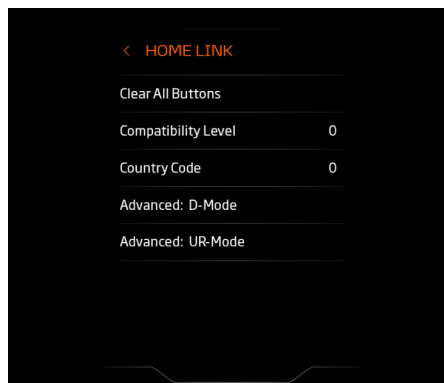 < HOME LINK
Clear All Buttons
Compatibility Level 0
Country Code 0
Advanced: D-Mode
Advanced: UR-Mode